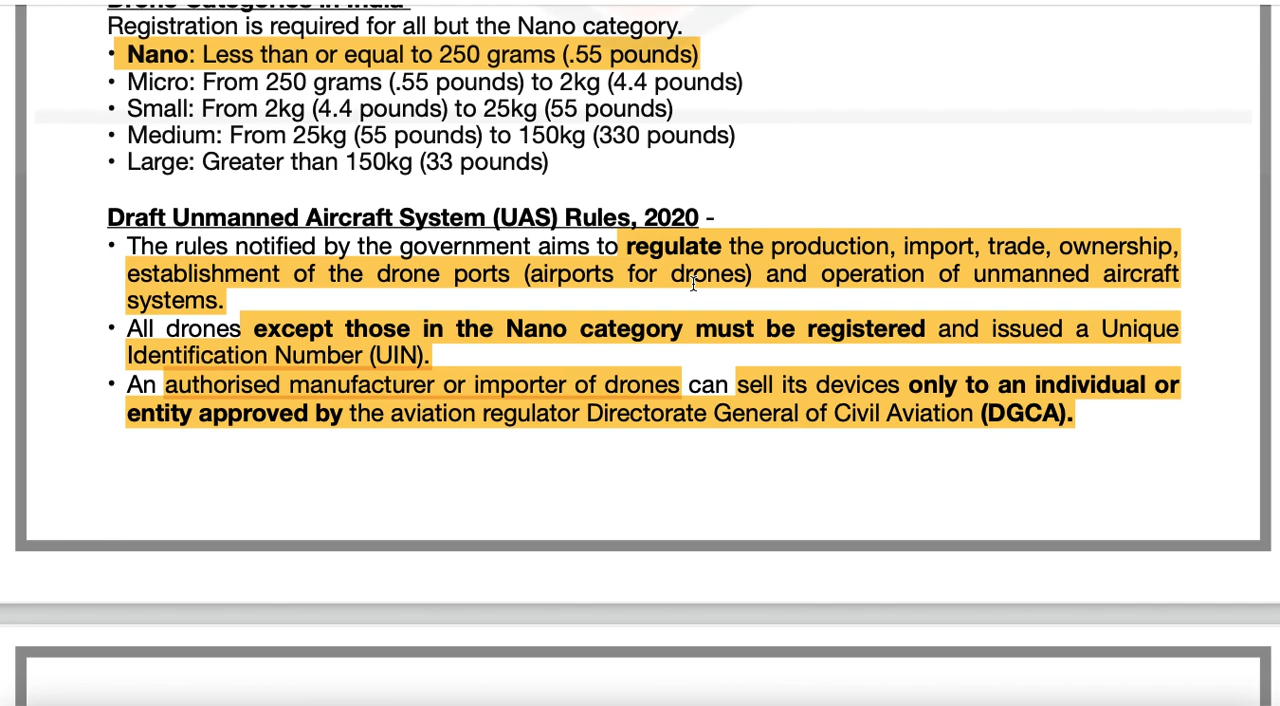 Drone Categories in India
Registration is required for all but the Nano category.
• Nano: Less than or equal to 250 grams (.55 pounds)
• Micro: From 250 grams (.55 pounds) to 2kg (4.4 pounds)
• Small: From 2kg (4.4 pounds) to 25kg (55 pounds)
• Medium: From 25kg (55 pounds) to 150kg (330 pounds)
• Large: Greater than 150kg (33 pounds)
Draft Unmanned Aircraft System (UAS) Rules, 2020 -
• The rules notified by the government aims to regulate the production, import, trade, ownership,
establishment of the drone ports (airports for drones) and operation of unmanned aircraft
systems.
• All drones except those in the Nano category must be registered and issued a Unique
Identification Number (UIN).
• An authorised manufacturer or importer of drones can sell its devices only to an individual or
entity approved by the aviation regulator Directorate General of Civil Aviation (DGCA).